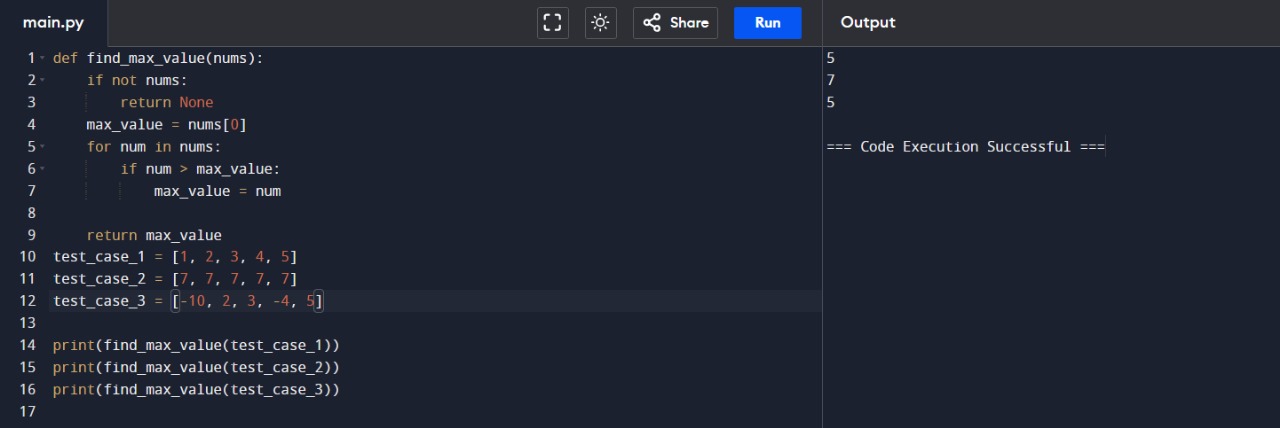 main.py
Share
Run
Output
1 def find_max_value(nums):
2     if not nums:
3         return None
4     max_value = nums[0]
5     for num in nums:
6         if num > max_value:
7             max_value = num
8
9     return max_value
10 test_case_1 = [1, 2, 3, 4, 5]
11 test_case_2 = [7, 7, 7, 7, 7]
12 test_case_3 = [-10, 2, 3, -4, 5]
13
14 print(find_max_value(test_case_1))
15 print(find_max_value(test_case_2))
16 print(find_max_value(test_case_3))
17
5
7
5
=== Code Execution Successful ===